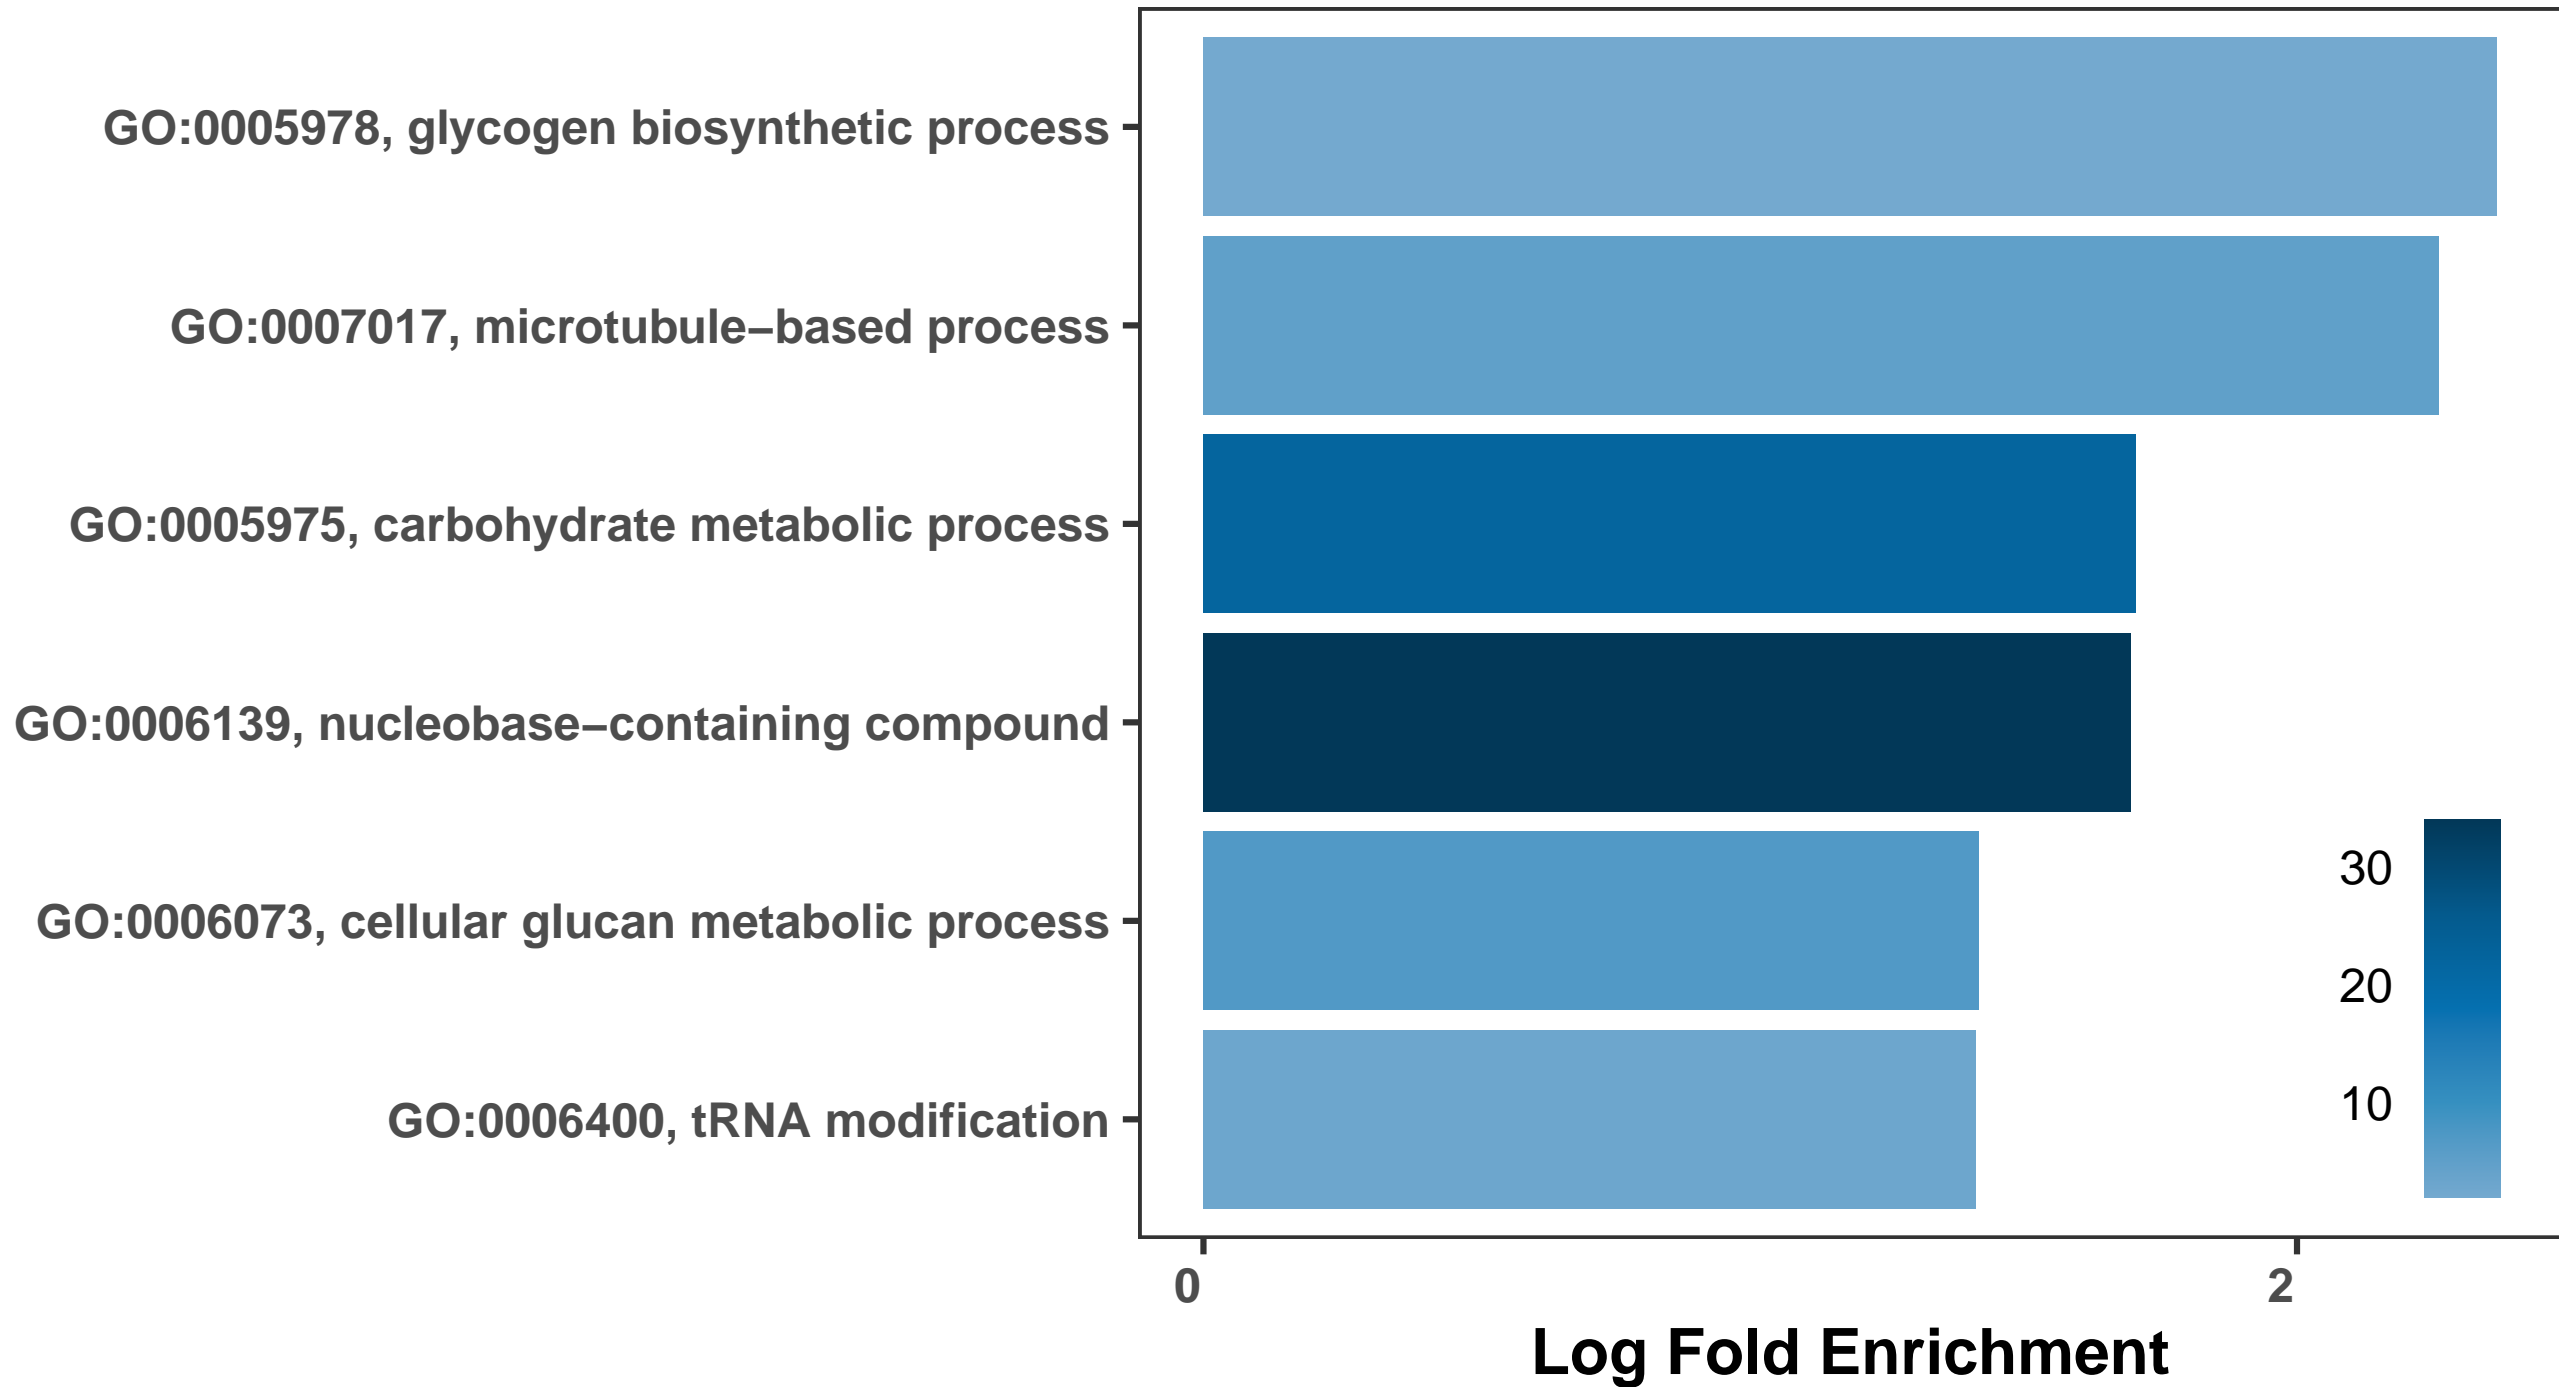 GO:0005978, glycogen biosynthetic process
GO:0007017, microtubule−based process
GO:0005975, carbohydrate metabolic process
GO:0006139, nucleobase−containing compound
GO:0006073, cellular glucan metabolic process
GO:0006400, tRNA modification
30
20
10
0 2
Log Fold Enrichment